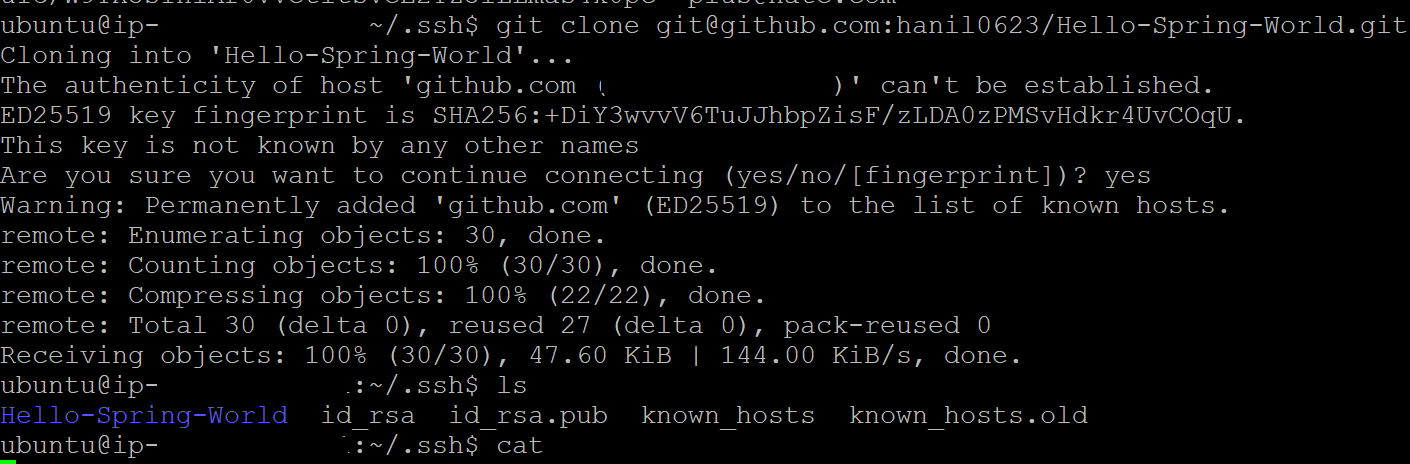 ubuntu@ip- ~/.ssh$ git clone git@github.com:hanil0623/Hello-Spring-World.git
Cloning into 'Hello-Spring-World'...
The authenticity of host 'github.com ( )' can't be established.
ED25519 key fingerprint is SHA256:+DiY3wvvV6TuJJhbpZisF/zLDA0zPMSvHdkr4UvCOqU.
This key is not known by any other names
Are you sure you want to continue connecting (yes/no/[fingerprint])? yes
Warning: Permanently added 'github.com' (ED25519) to the list of known hosts.
remote: Enumerating objects: 30, done.
remote: Counting objects: 100% (30/30), done.
remote: Compressing objects: 100% (22/22), done.
remote: Total 30 (delta 0), reused 27 (delta 0), pack-reused 0
Receiving objects: 100% (30/30), 47.60 KiB | 144.00 KiB/s, done.
ubuntu@ip- :~/.ssh$ ls
Hello-Spring-World id_rsa id_rsa.pub known_hosts known_hosts.old
ubuntu@ip- :~/.ssh$ cat